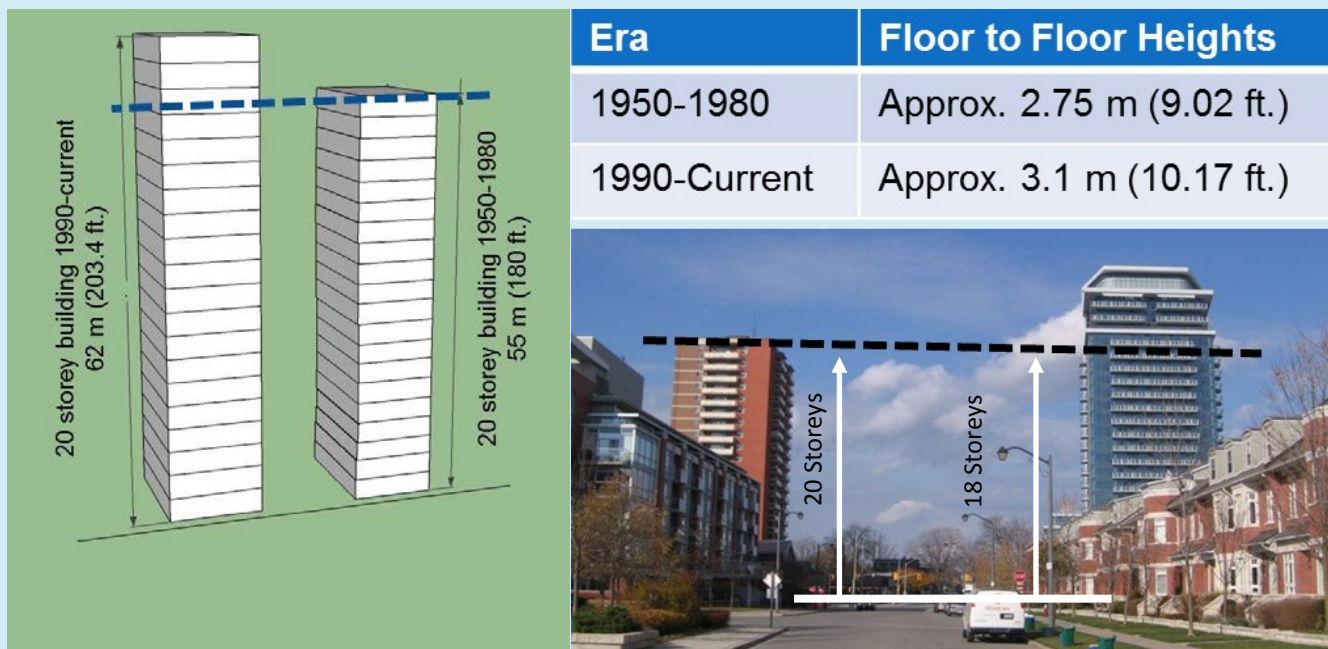 20 storey building 1990-current
62 m (203.4 ft.)
20 storey building 1950-1980
55 m (180 ft.)
Era Floor to Floor Heights
1950-1980 Approx. 2.75 m (9.02 ft.)
1990-Current Approx. 3.1 m (10.17 ft.)
20 Storeys
18 Storeys